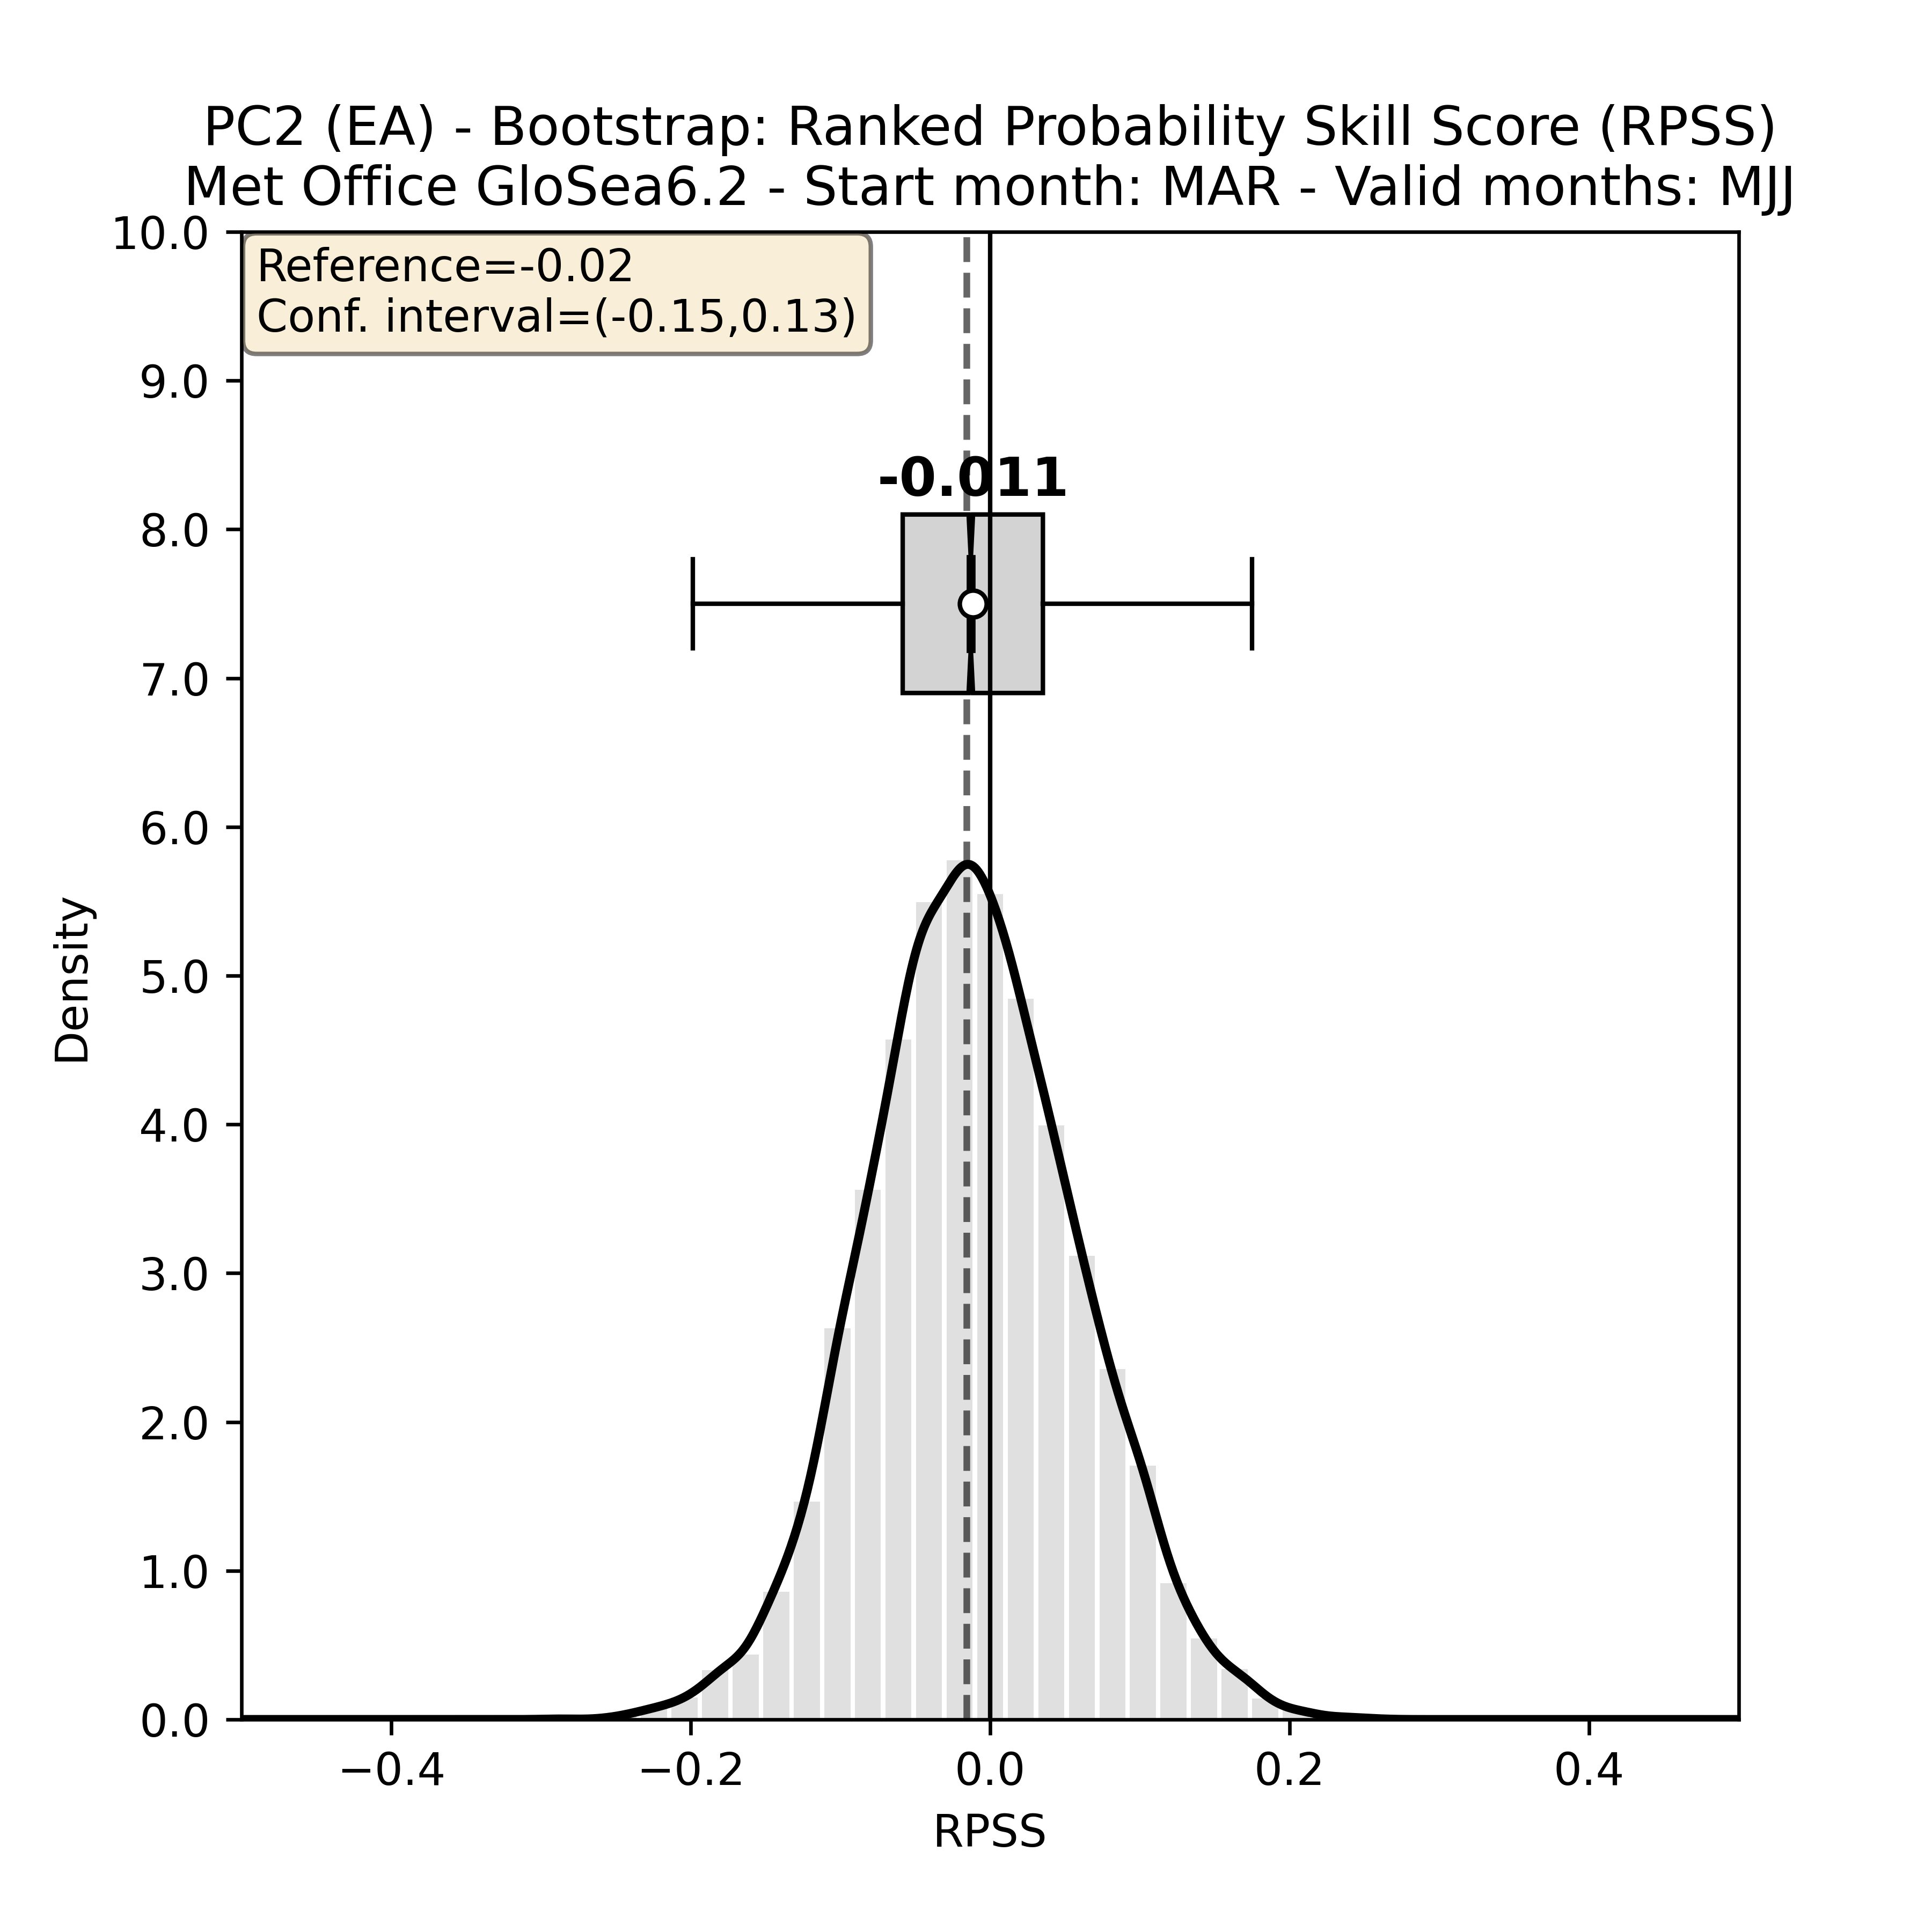 PC2 (EA) - Bootstrap: Ranked Probability Skill Score (RPSS)
Met Office GloSea6.2 - Start month: MAR - Valid months: MJJ
Reference=-0.02
Conf. interval=(-0.15,0.13)
-0.011
10.0
9.0
8.0
7.0
6.0
5.0
4.0
3.0
2.0
1.0
0.0
Density
−0.4
−0.2
0.0
0.2
0.4
RPSS